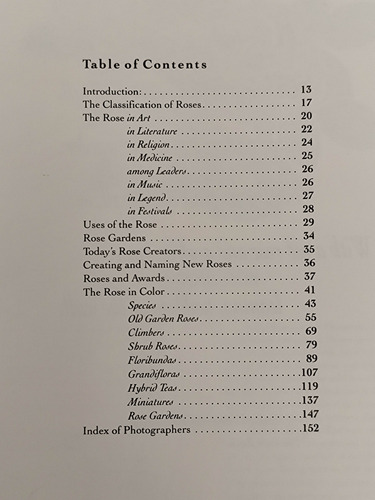 Table of Contents
Introduction: . . . . . . . . . . . . . . . . . . . . . . . . . . . . 13
The Classification of Roses. . . . . . . . . . . . . . . . . 17
The Rose in Art . . . . . . . . . . . . . . . . . . . . . . . . . . 20
in Literature . . . . . . . . . . . . . . . . . . . . . 22
in Religion. . . . . . . . . . . . . . . . . . . . . . . 24
in Medicine . . . . . . . . . . . . . . . . . . . . . . 25
among Leaders. . . . . . . . . . . . . . . . . . . . 26
in Music . . . . . . . . . . . . . . . . . . . . . . . . 26
in Legend. . . . . . . . . . . . . . . . . . . . . . . . 27
in Festivals . . . . . . . . . . . . . . . . . . . . . . 28
Uses of the Rose . . . . . . . . . . . . . . . . . . . . . . . . . 29
Rose Gardens . . . . . . . . . . . . . . . . . . . . . . . . . . . 34
Today's Rose Creators. . . . . . . . . . . . . . . . . . . . . 35
Creating and Naming New Roses . . . . . . . . . . . . 36
Roses and Awards. . . . . . . . . . . . . . . . . . . . . . . . 37
The Rose in Color . . . . . . . . . . . . . . . . . . . . . . . . 41
Species . . . . . . . . . . . . . . . . . . . . . . . . . 43
Old Garden Roses. . . . . . . . . . . . . . . . . . 55
Climbers . . . . . . . . . . . . . . . . . . . . . . . . 69
Shrub Roses. . . . . . . . . . . . . . . . . . . . . . 79
Floribundas. . . . . . . . . . . . . . . . . . . . . . 89
Grandifloras . . . . . . . . . . . . . . . . . . . . .107
Hybrid Teas. . . . . . . . . . . . . . . . . . . . . .119
Miniatures . . . . . . . . . . . . . . . . . . . . . .137
Rose Gardens. . . . . . . . . . . . . . . . . . . . .147
Index of Photographers . . . . . . . . . . . . . . . . . . .152